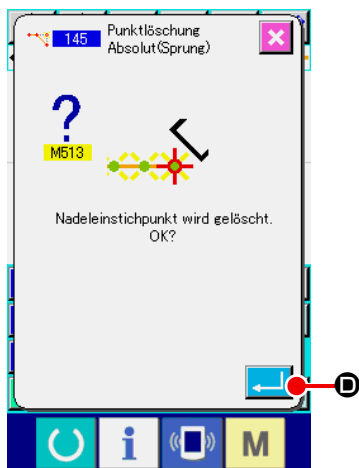 145 Punktlöschung
Absolut(Sprung)
?
M513
Nadeleinstichpunkt wird gelöscht.
OK?
D
i
M